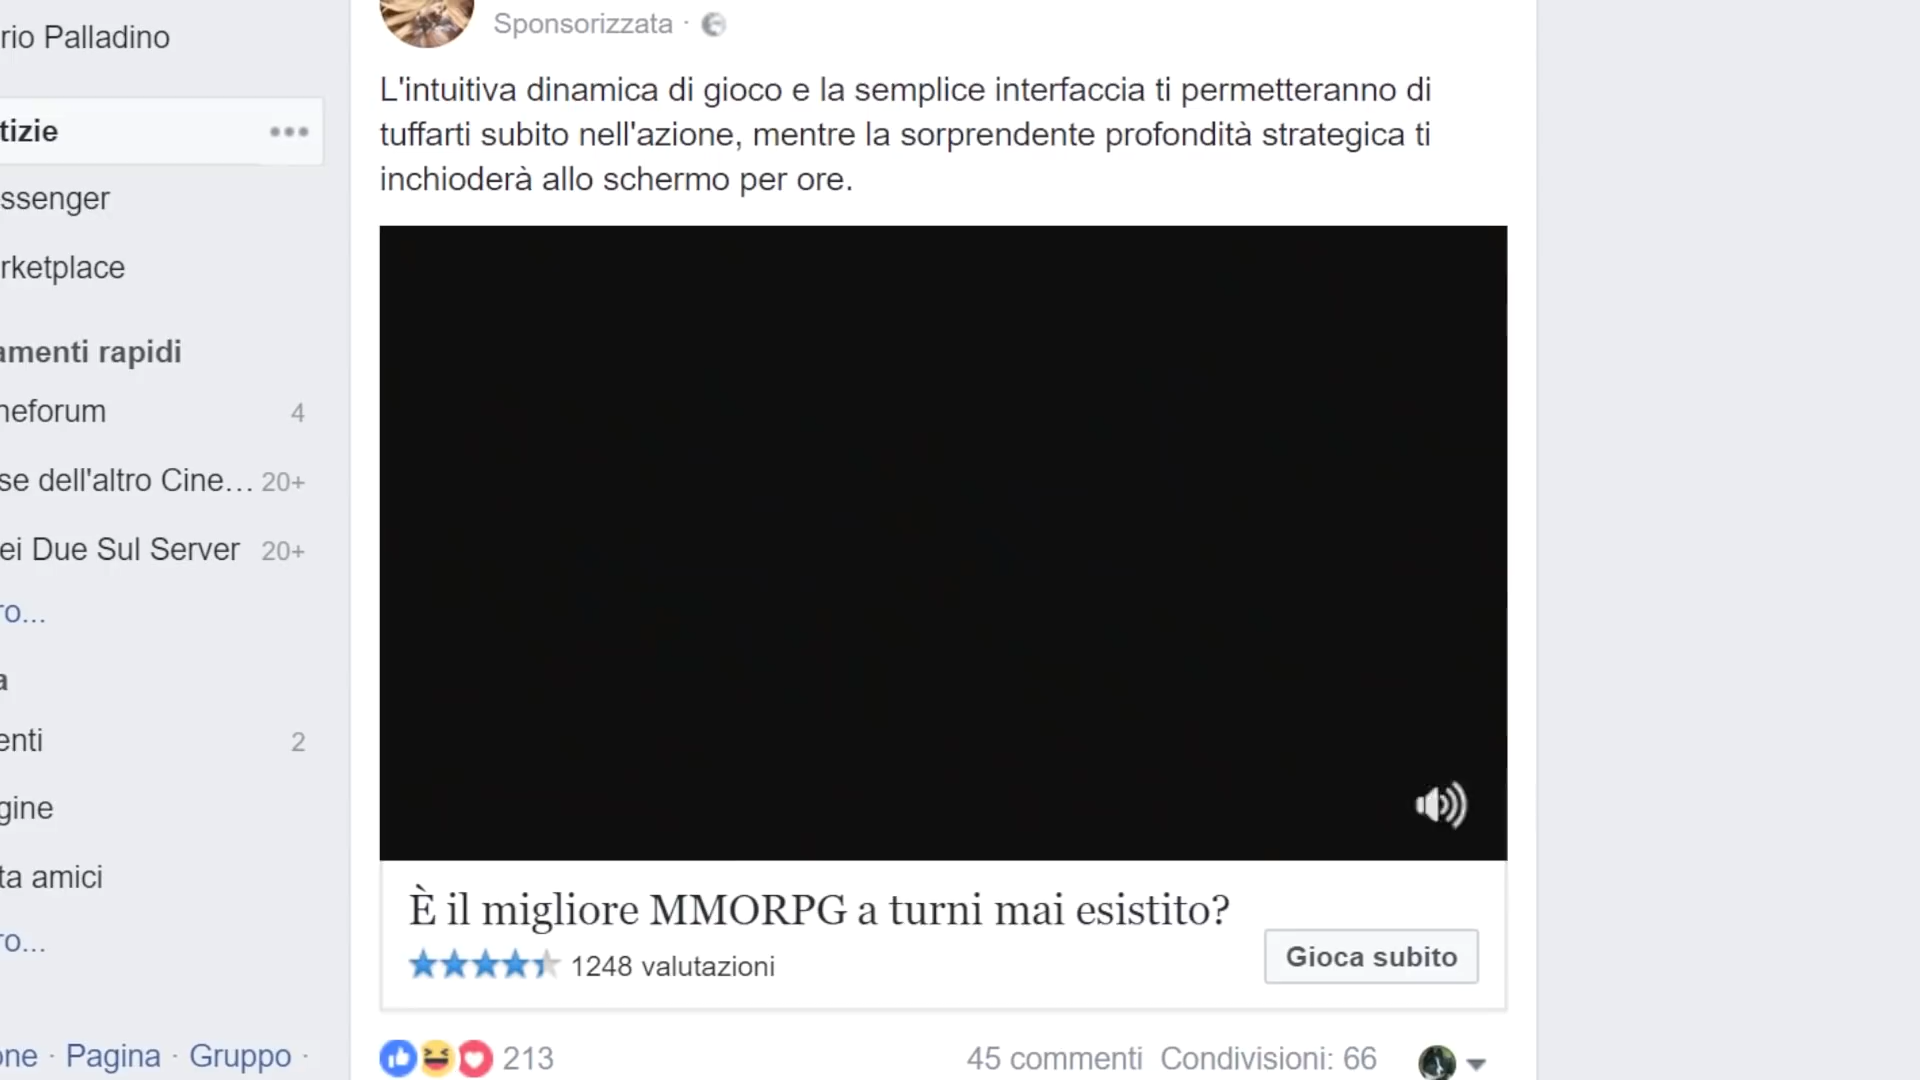 rio Palladino
tizie
ssenger
rketplace
amenti rapidi
neforum 4
se dell'altro Cine... 20+
ei Due Sul Server 20+
ro...
a
enti 2
gine
ta amici
ro...
one · Pagina · Gruppo ·
Sponsorizzata ·
L'intuitiva dinamica di gioco e la semplice interfaccia ti permetteranno di
tuffarti subito nell'azione, mentre la sorprendente profondità strategica ti
inchioderà allo schermo per ore.
È il migliore MMORPG a turni mai esistito?
1248 valutazioni
Gioca subito
213
45 commenti Condivisioni: 66